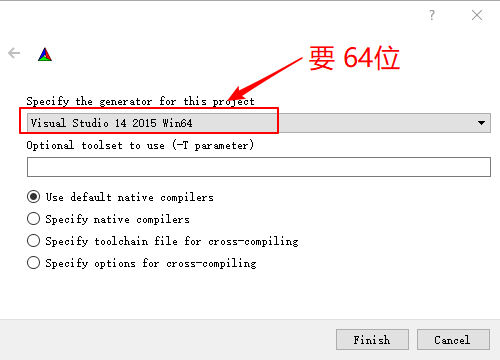 要 64位
Specify the generator for this project
Visual Studio 14 2015 Win64
Optional toolset to use (-T parameter)
Use default native compilers
Specify native compilers
Specify toolchain file for cross-compiling
Specify options for cross-compiling
Finish
Cancel